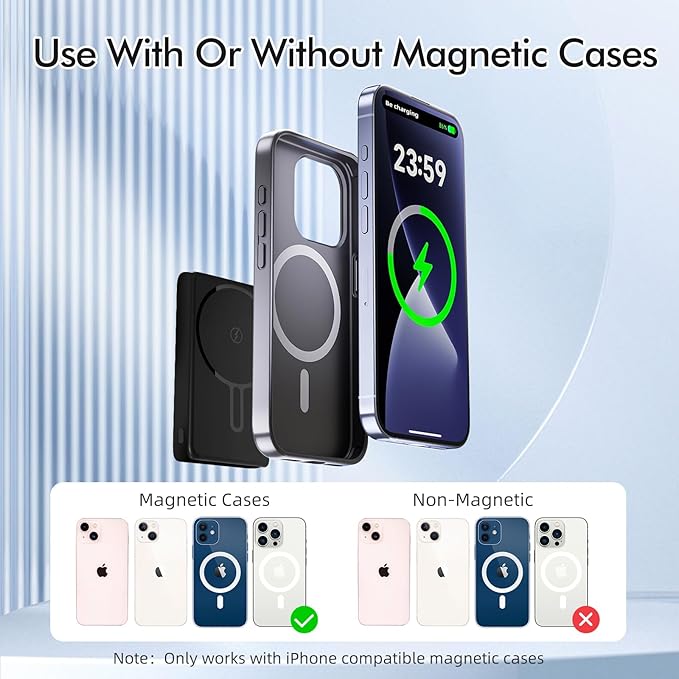 Use With Or Without Magnetic Cases
Be charging
86%
23:59
Magnetic Cases
Non-Magnetic
Note: Only works with iPhone compatible magnetic cases